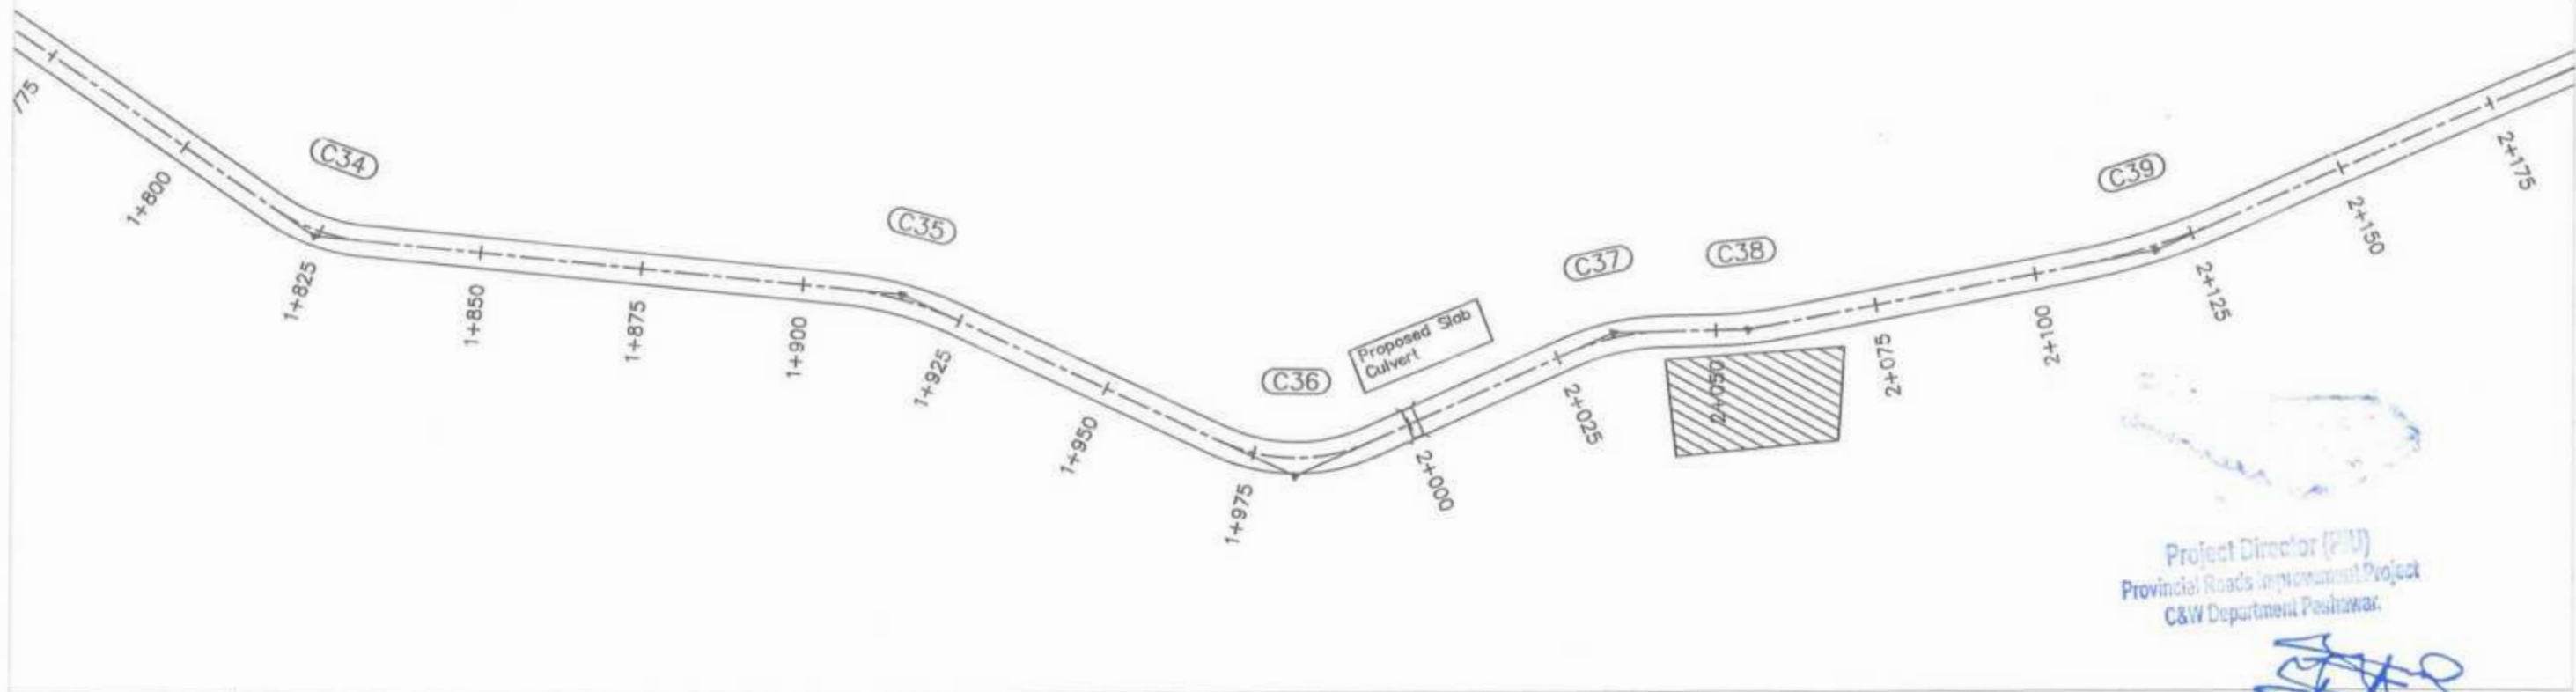 775
1+800
C34
1+825
1+850
1+875
1+900
C35
1+925
1+950
1+975
C36
Proposed Slab
Culvert
2+000
2+025
C37
C38
2+050
2+075
2+100
C39
2+125
2+150
2+175
Project Director (PIU)
Provincial Roads Improvement Project
C&W Department Peshawar.